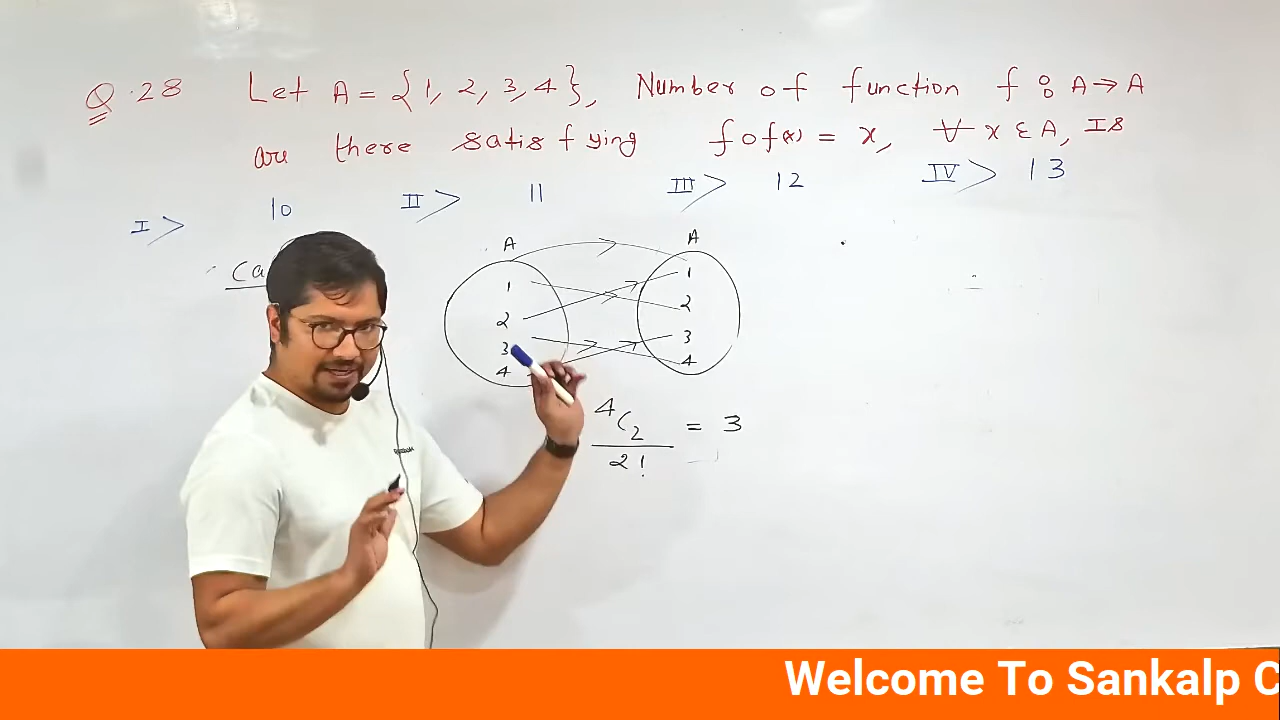 Q.28 Let A = {1, 2, 3, 4}, Number of function f : A → A
are there satisfying fof(x) = x, ∀ x ε A, Is
I> 10 II> 11 III> 12 IV> 13
A A
1 1
2 2
3 3
4 4
⁴C₂ / 2! = 3
Welcome To Sankalp